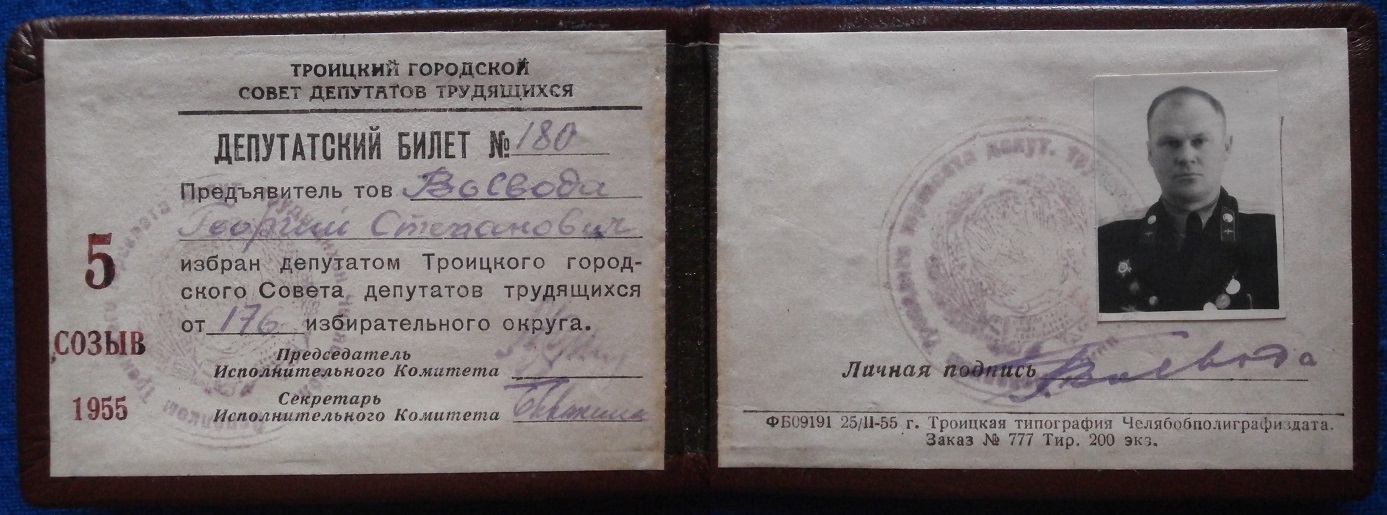 ТРОИЦКИЙ ГОРОДСКОЙ
СОВЕТ ДЕПУТАТОВ ТРУДЯЩИХСЯ
ДЕПУТАТСКИЙ БИЛЕТ № 180
Предъявитель тов Воевода
Георгий Степанович
избран депутатом Троицкого город-
ского Совета депутатов трудящихся
от 176 избирательного округа.
Председатель
Исполнительного Комитета
Секретарь
Исполнительного Комитета
5
СОЗЫВ
1955
Личная подпись Воевода
ФБ09191 25/II-55 г. Троицкая типография Челябоблполиграфиздата.
Заказ № 777 Тир. 200 экз.